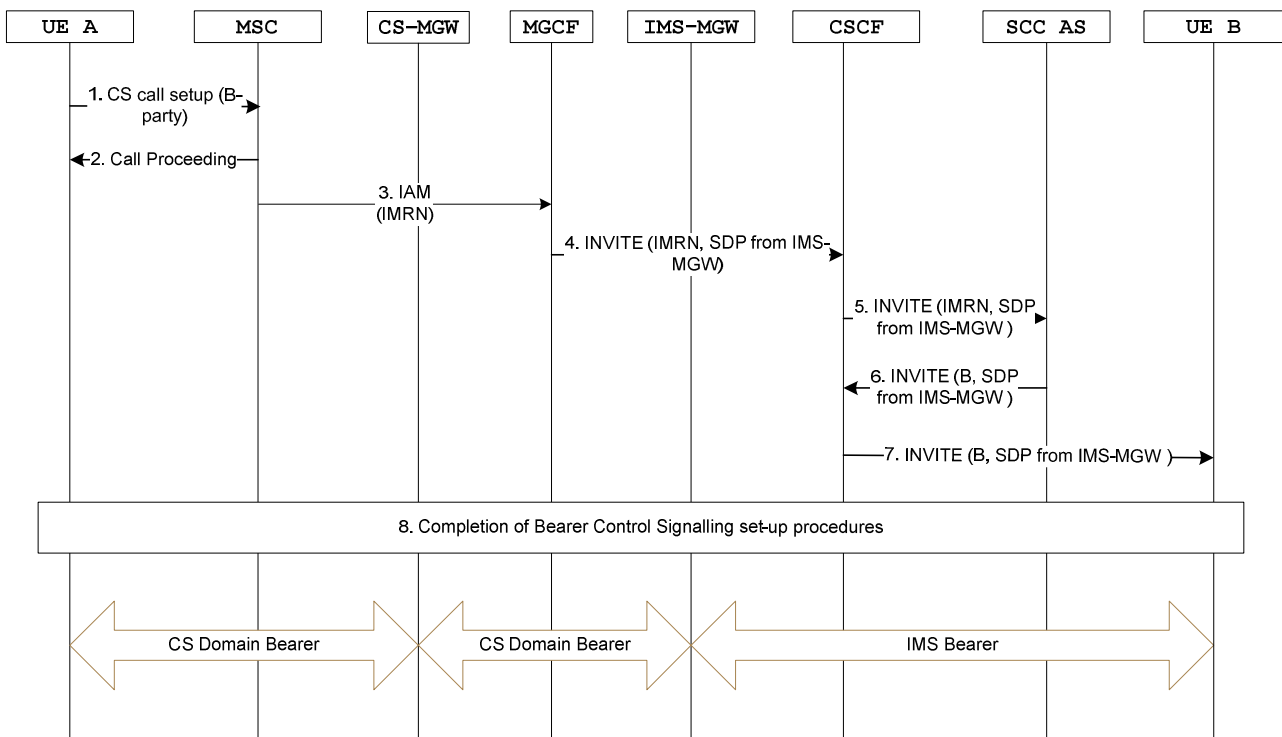 UE A
MSC
CS-MGW
MGCF
IMS-MGW
CSCF
SCC AS
UE B
1. CS call setup (B-
party)
2. Call Proceeding
3. IAM
(IMRN)
4. INVITE (IMRN, SDP from IMS-
MGW)
5. INVITE (IMRN, SDP
from IMS-MGW )
6. INVITE (B, SDP
from IMS-MGW)
7. INVITE (B, SDP from IMS-MGW )
8. Completion of Bearer Control Signalling set-up procedures
CS Domain Bearer
CS Domain Bearer
IMS Bearer